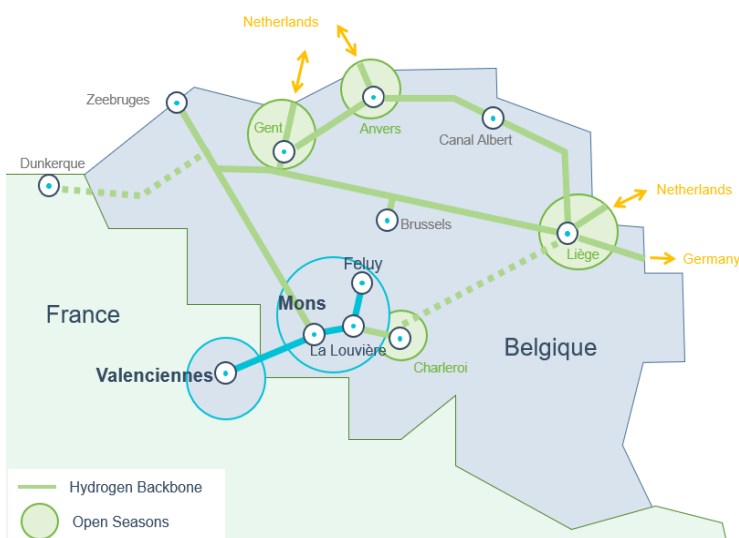 Netherlands
Zeebruges
Gent
Anvers
Canal Albert
Dunkerque
Netherlands
Brussels
Liège
Germany
Feluy
Mons
France
La Louvière
Belgique
Charleroi
Valenciennes
Hydrogen Backbone
Open Seasons